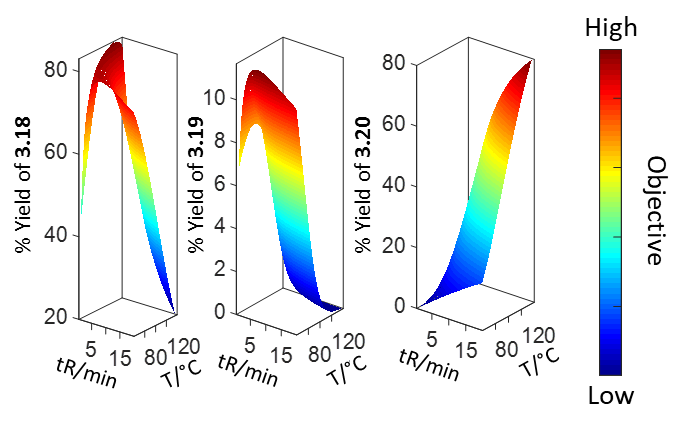 High
Objective
Low
% Yield of 3.18
80
60
40
20
5
15
80
120
tR/min
T/°C
% Yield of 3.19
10
8
6
4
2
0
5
15
80
120
tR/min
T/°C
% Yield of 3.20
80
60
40
20
0
5
15
80
120
tR/min
T/°C